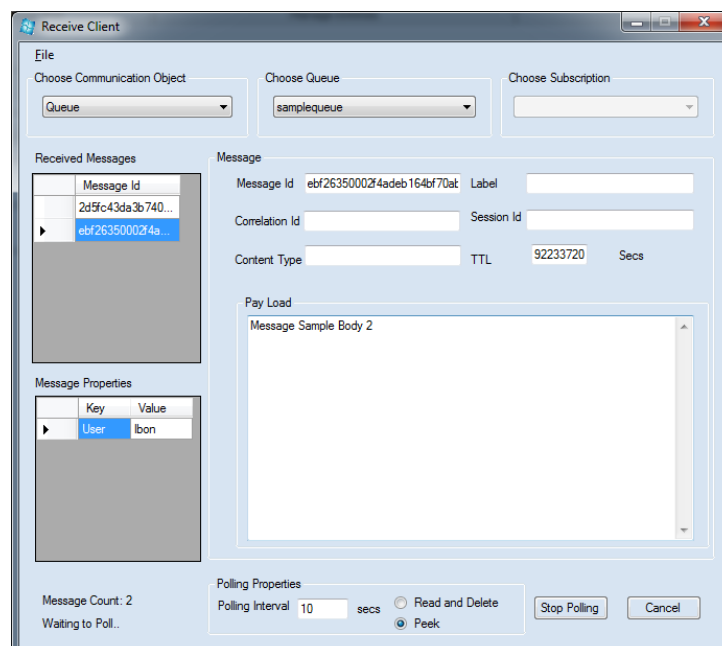 Receive Client
File
Choose Communication Object
Choose Queue
Choose Subscription
Queue
samplequeue
Received Messages
Message Id
2d5fc43da3b740...
ebf26350002f4a...
Message
Message Id ebf26350002f4adeb164bf70ab Label
Correlation Id Session Id
Content Type TTL 92233720 Secs
Pay Load
Message Sample Body 2
Message Properties
Key Value
User Ibon
Message Count: 2
Waiting to Poll..
Polling Properties
Polling Interval 10 secs
Read and Delete
Peek
Stop Polling
Cancel